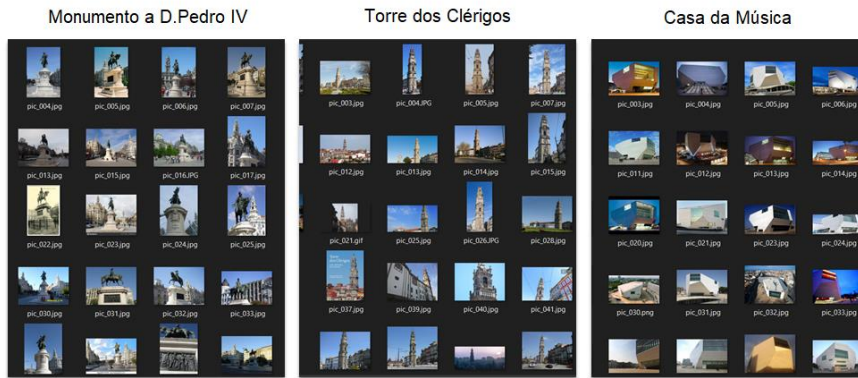 Monumento a D.Pedro IV
Torre dos Clérigos
Casa da Música
pic_004.jpg pic_005.jpg pic_006.jpg pic_007.jpg
pic_013.jpg pic_015.jpg pic_016.JPG pic_017.jpg
pic_022.jpg pic_023.jpg pic_024.jpg pic_025.jpg
pic_030.jpg pic_031.jpg pic_032.jpg pic_033.jpg
pic_003.jpg pic_004.JPG pic_005.jpg pic_007.jpg
pic_012.jpg pic_013.jpg pic_014.jpg pic_015.jpg
pic_021.gif pic_025.jpg pic_026.JPG pic_028.jpg
pic_037.jpg pic_039.jpg pic_040.jpg pic_041.jpg
pic_003.jpg pic_004.jpg pic_005.jpg pic_006.jpg
pic_011.jpg pic_012.jpg pic_013.jpg pic_014.jpg
pic_020.jpg pic_021.jpg pic_023.jpg pic_024.jpg
pic_030.png pic_031.jpg pic_032.jpg pic_033.jpg